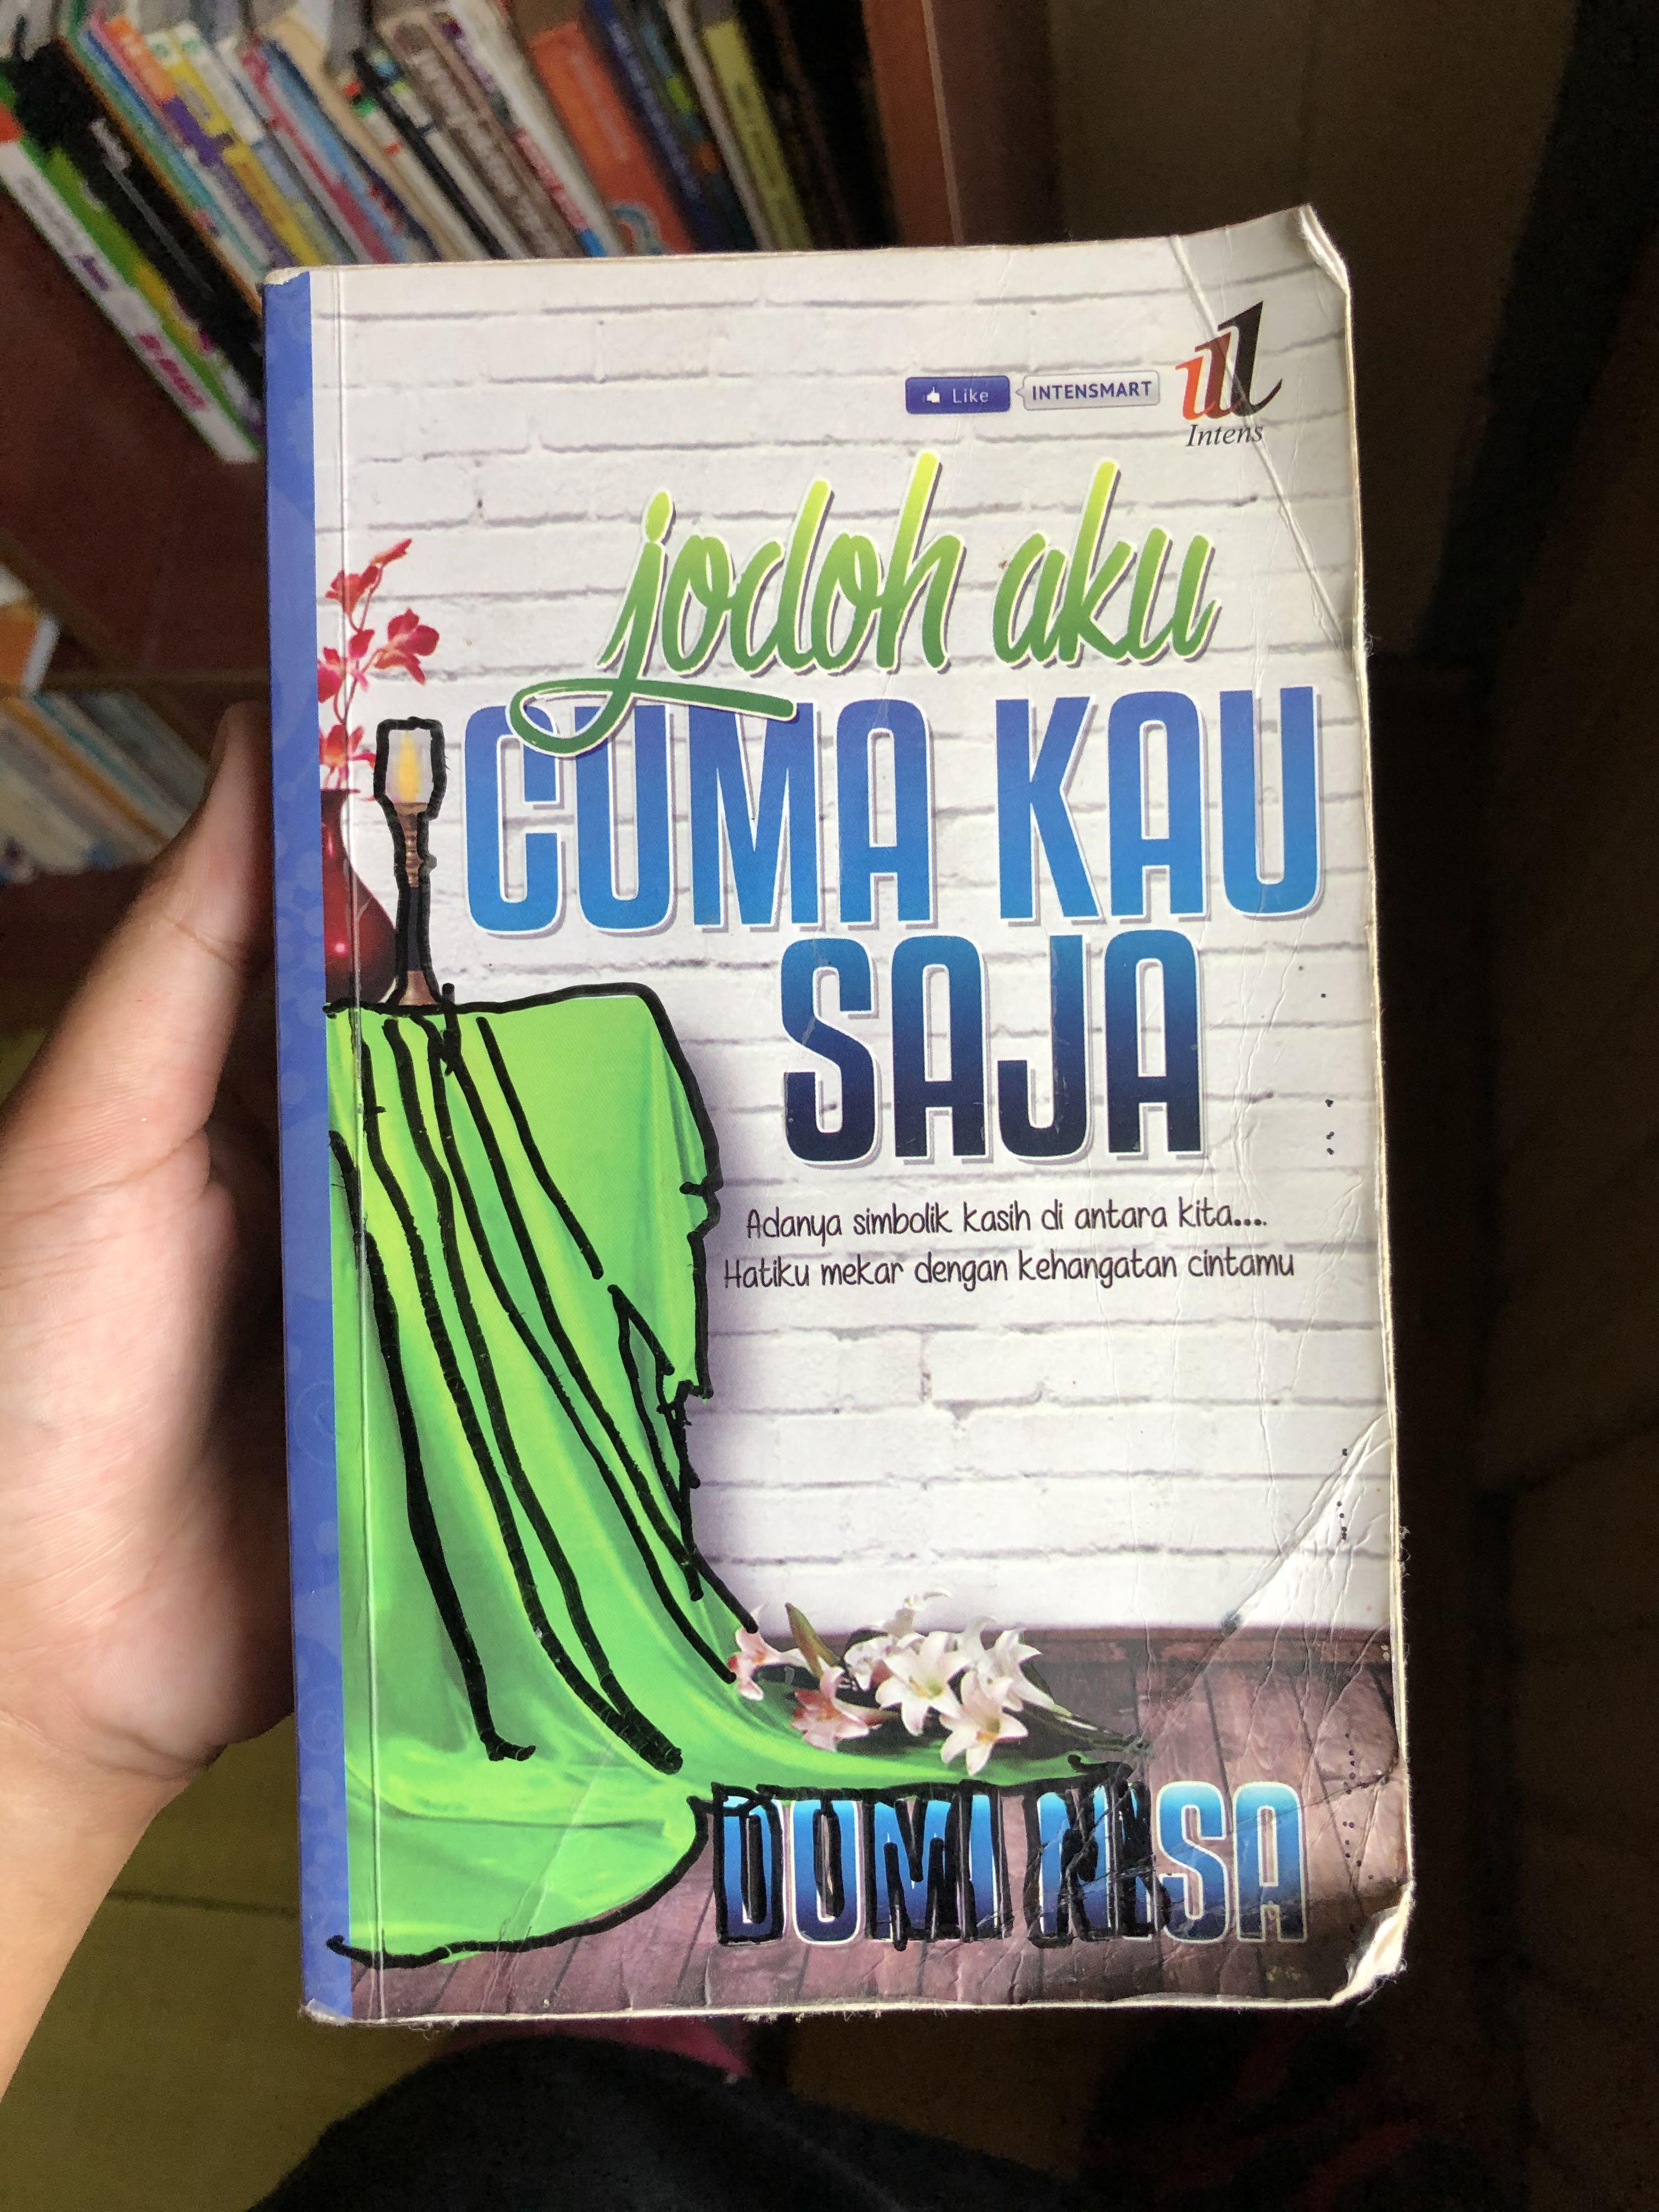 Like INTENSMART
Intens
jodoh aku
CUMA KAU
SAJA
Adanya simbolik kasih di antara kita....
Hatiku mekar dengan kehangatan cintamu
DOMI NISA